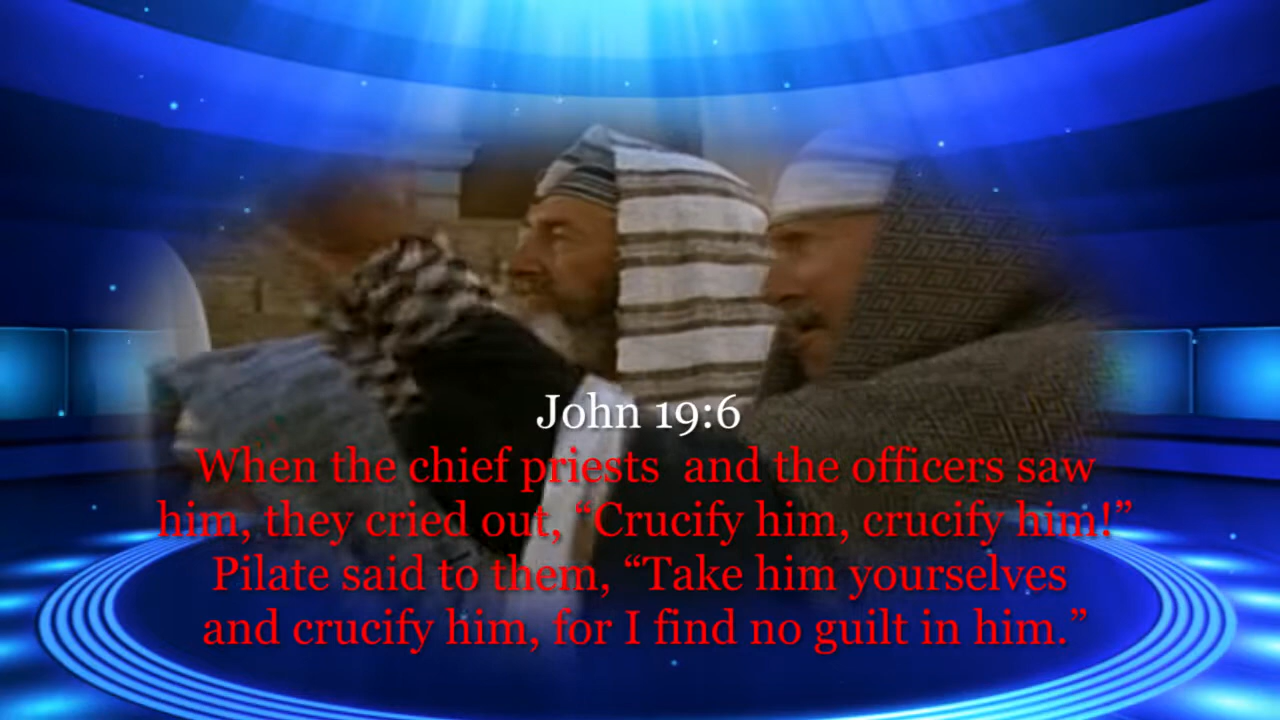 John 19:6
When the chief priests  and the officers saw
him, they cried out, “Crucify him, crucify him!”
Pilate said to them, “Take him yourselves
and crucify him, for I find no guilt in him.”